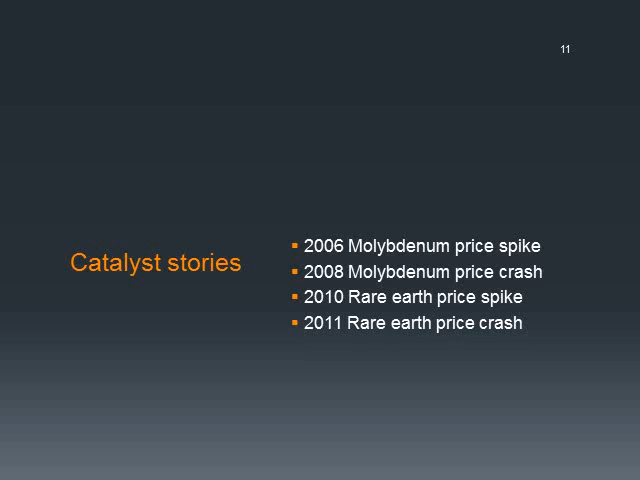 11
Catalyst stories
▪ 2006 Molybdenum price spike
▪ 2008 Molybdenum price crash
▪ 2010 Rare earth price spike
▪ 2011 Rare earth price crash